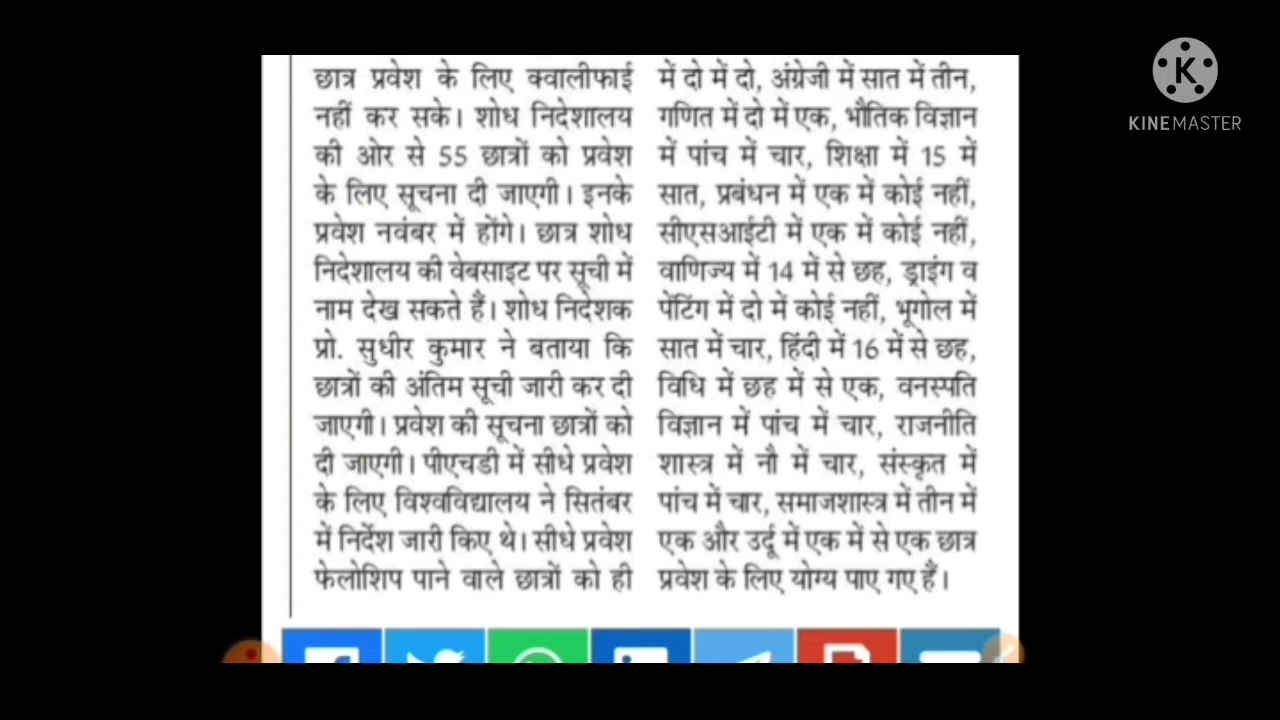 छात्र प्रवेश के लिए क्वालीफाई
नहीं कर सके। शोध निदेशालय
की ओर से 55 छात्रों को प्रवेश
के लिए सूचना दी जाएगी। इनके
प्रवेश नवंबर में होंगे। छात्र शोध
निदेशालय की वेबसाइट पर सूची में
नाम देख सकते हैं। शोध निदेशक
प्रो. सुधीर कुमार ने बताया कि
छात्रों की अंतिम सूची जारी कर दी
जाएगी। प्रवेश की सूचना छात्रों को
दी जाएगी। पीएचडी में सीधे प्रवेश
के लिए विश्वविद्यालय ने सितंबर
में निर्देश जारी किए थे। सीधे प्रवेश
फेलोशिप पाने वाले छात्रों को ही
में दो में दो, अंग्रेजी में सात में तीन,
गणित में दो में एक, भौतिक विज्ञान
में पांच में चार, शिक्षा में 15 में
सात, प्रबंधन में एक में कोई नहीं,
सीएसआईटी में एक में कोई नहीं,
वाणिज्य में 14 में से छह, ड्राइंग व
पेंटिंग में दो में कोई नहीं, भूगोल में
सात में चार, हिंदी में 16 में से छह,
विधि में छह में से एक, वनस्पति
विज्ञान में पांच में चार, राजनीति
शास्त्र में नौ में चार, संस्कृत में
पांच में चार, समाजशास्त्र में तीन में
एक और उर्दू में एक में से एक छात्र
प्रवेश के लिए योग्य पाए गए हैं।
K
KINEMASTER